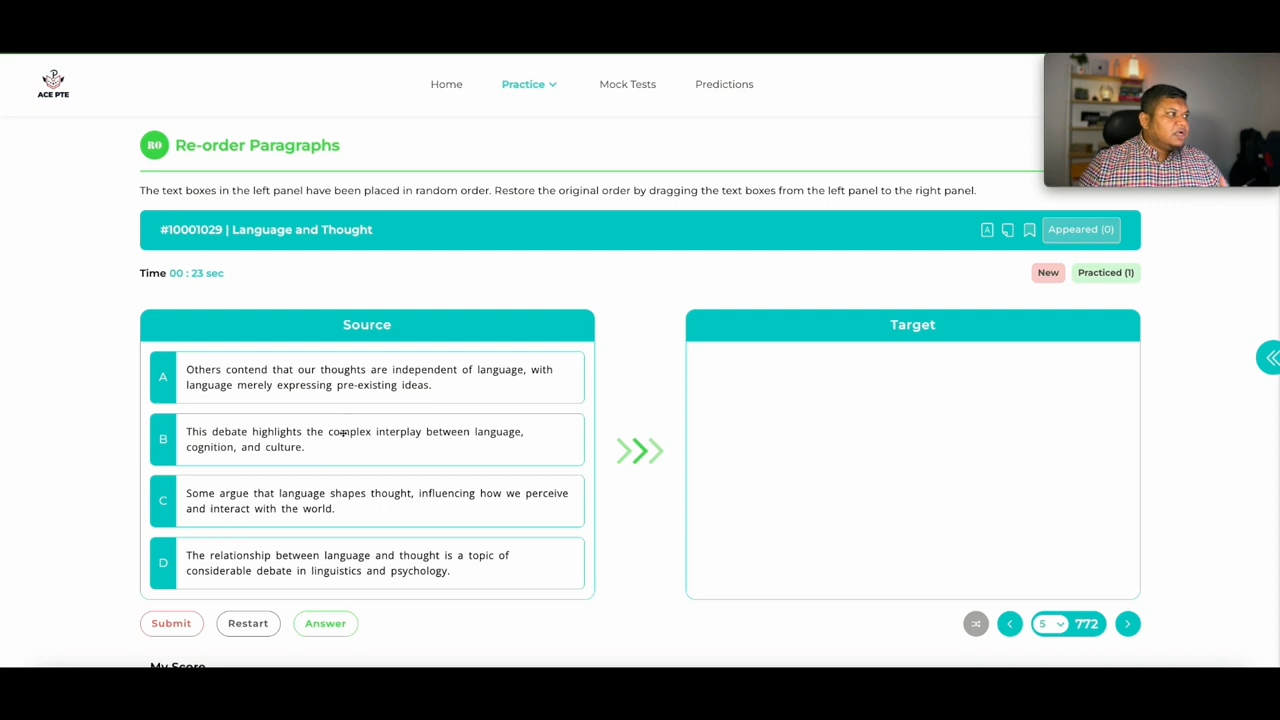 P
ACE PTE
Home
Practice
Mock Tests
Predictions
RO
Re-order Paragraphs
The text boxes in the left panel have been placed in random order. Restore the original order by dragging the text boxes from the left panel to the right panel.
#10001029 | Language and Thought
A
Appeared (0)
Time 00 : 23 sec
New
Practiced (1)
Source
Target
A
Others contend that our thoughts are independent of language, with
language merely expressing pre-existing ideas.
B
This debate highlights the complex interplay between language,
cognition, and culture.
C
Some argue that language shapes thought, influencing how we perceive
and interact with the world.
D
The relationship between language and thought is a topic of
considerable debate in linguistics and psychology.
Submit
Restart
Answer
5
772
My Score